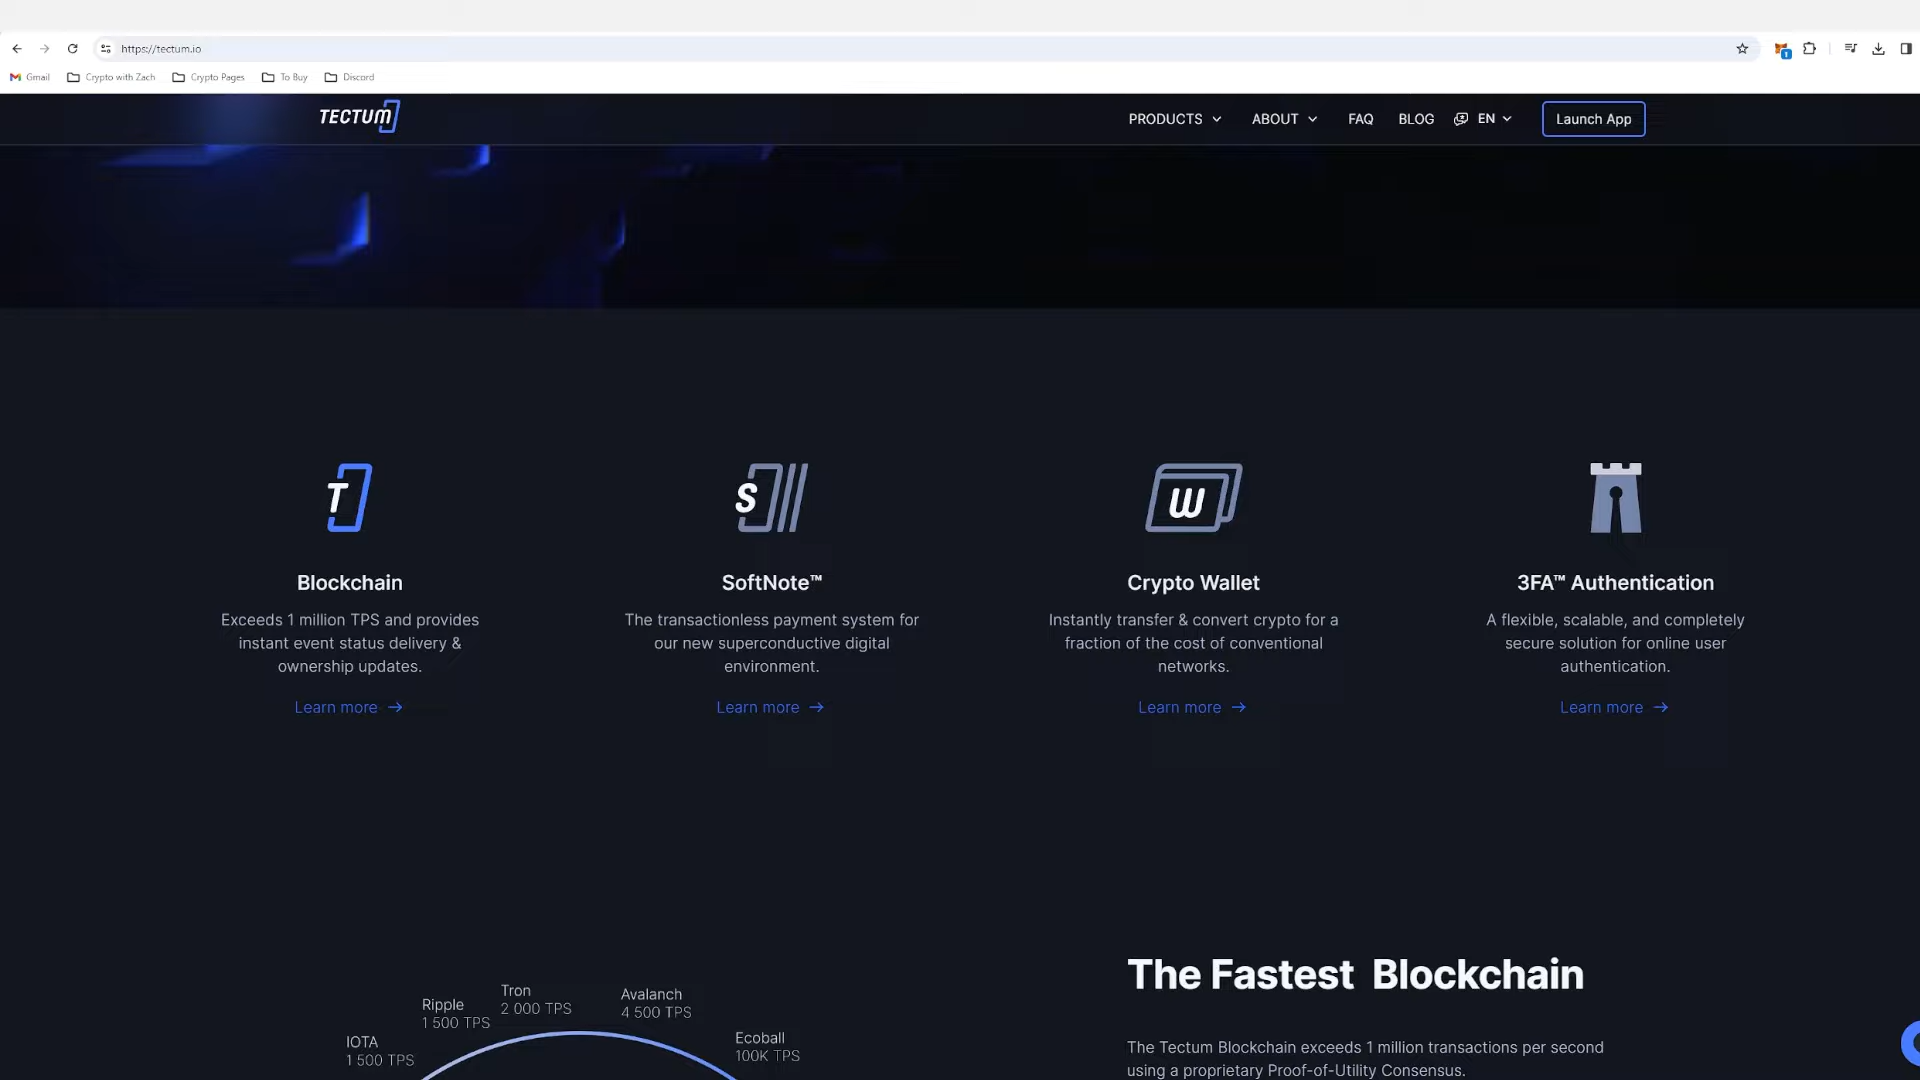 https://tectum.io
Gmail Crypto with Zach Crypto Pages To Buy Discord
TECTUM PRODUCTS ABOUT FAQ BLOG EN Launch App
T
S
W
Blockchain
Exceeds 1 million TPS and provides
instant event status delivery &
ownership updates.
Learn more →
SoftNote™
The transactionless payment system for
our new superconductive digital
environment.
Learn more →
Crypto Wallet
Instantly transfer & convert crypto for a
fraction of the cost of conventional
networks.
Learn more →
3FA™ Authentication
A flexible, scalable, and completely
secure solution for online user
authentication.
Learn more →
IOTA
1 500 TPS
Ripple
1 500 TPS
Tron
2 000 TPS
Avalanch
4 500 TPS
Ecoball
100K TPS
The Fastest Blockchain
The Tectum Blockchain exceeds 1 million transactions per second
using a proprietary Proof-of-Utility Consensus.